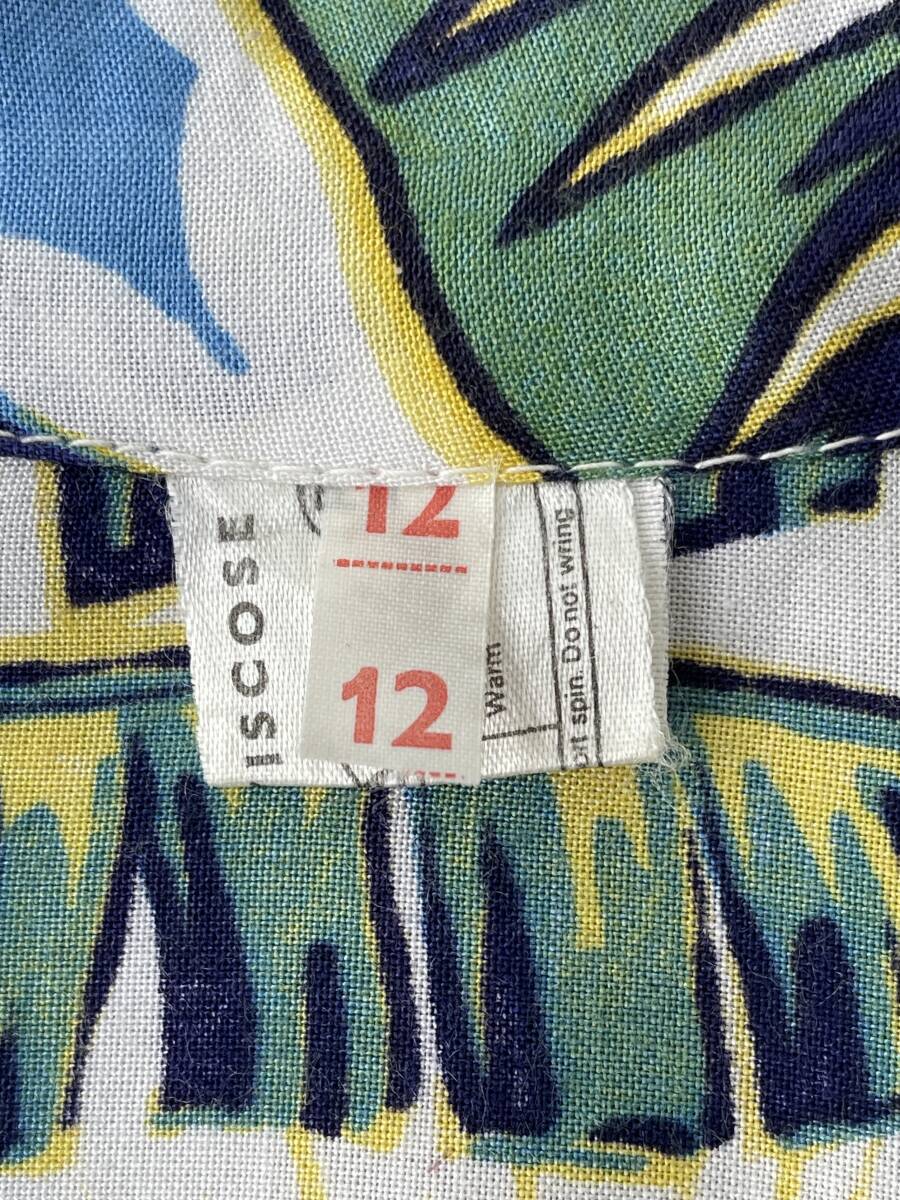 12
12
ISCOSE
Warm
rt spin. Do not wring